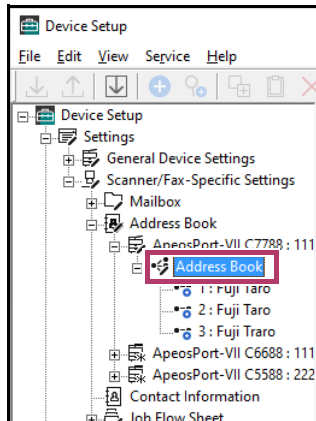 Device Setup
File Edit View Service Help
Device Setup
Settings
General Device Settings
Scanner/Fax-Specific Settings
Mailbox
Address Book
ApeosPort-VII C7788 : 111
Address Book
1 : Fuji Taro
2 : Fuji Taro
3 : Fuji Traro
ApeosPort-VII C6688 : 111
ApeosPort-VII C5588 : 222
Contact Information
Job Flow Sheet